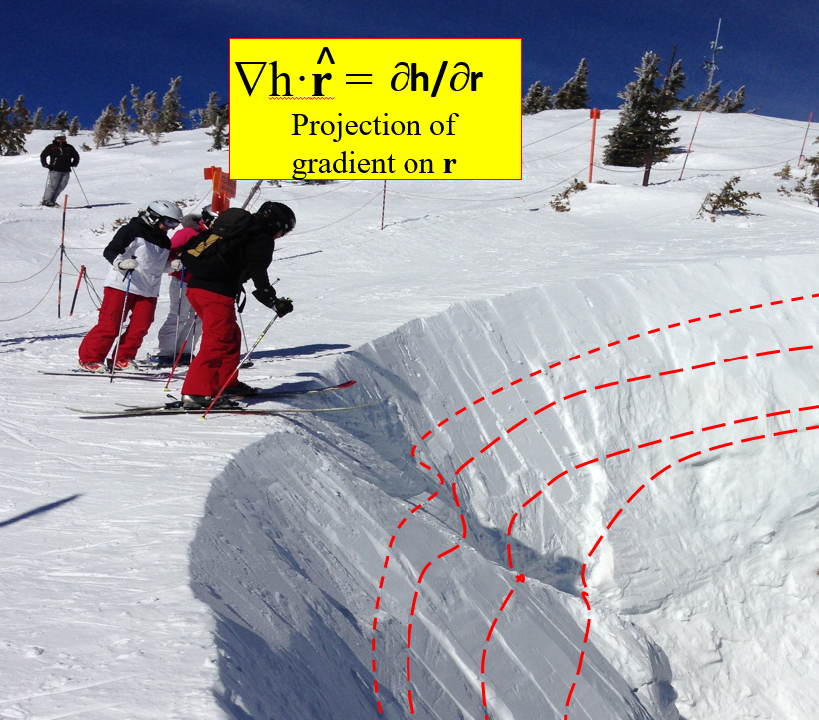 ∇h·r̂ = ∂h/∂r
Projection of
gradient on r